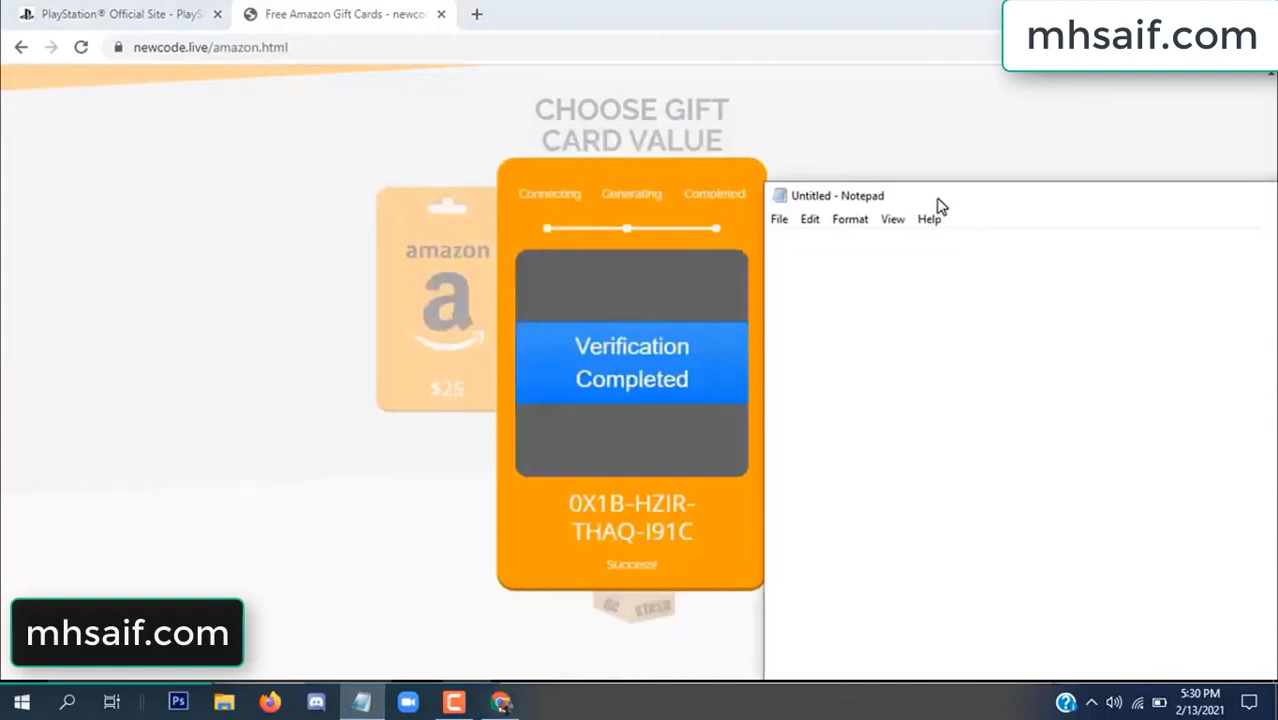 PlayStation® Official Site - PlayS
Free Amazon Gift Cards - newco
mhsaif.com
newcode.live/amazon.html
CHOOSE GIFT
CARD VALUE
Connecting
Generating
Completed
Untitled - Notepad
File Edit Format View Help
amazon
a
$25
Verification
Completed
0X1B-HZIR-
THAQ-I91C
Success!
mhsaif.com
Ps
5:30 PM
2/13/2021